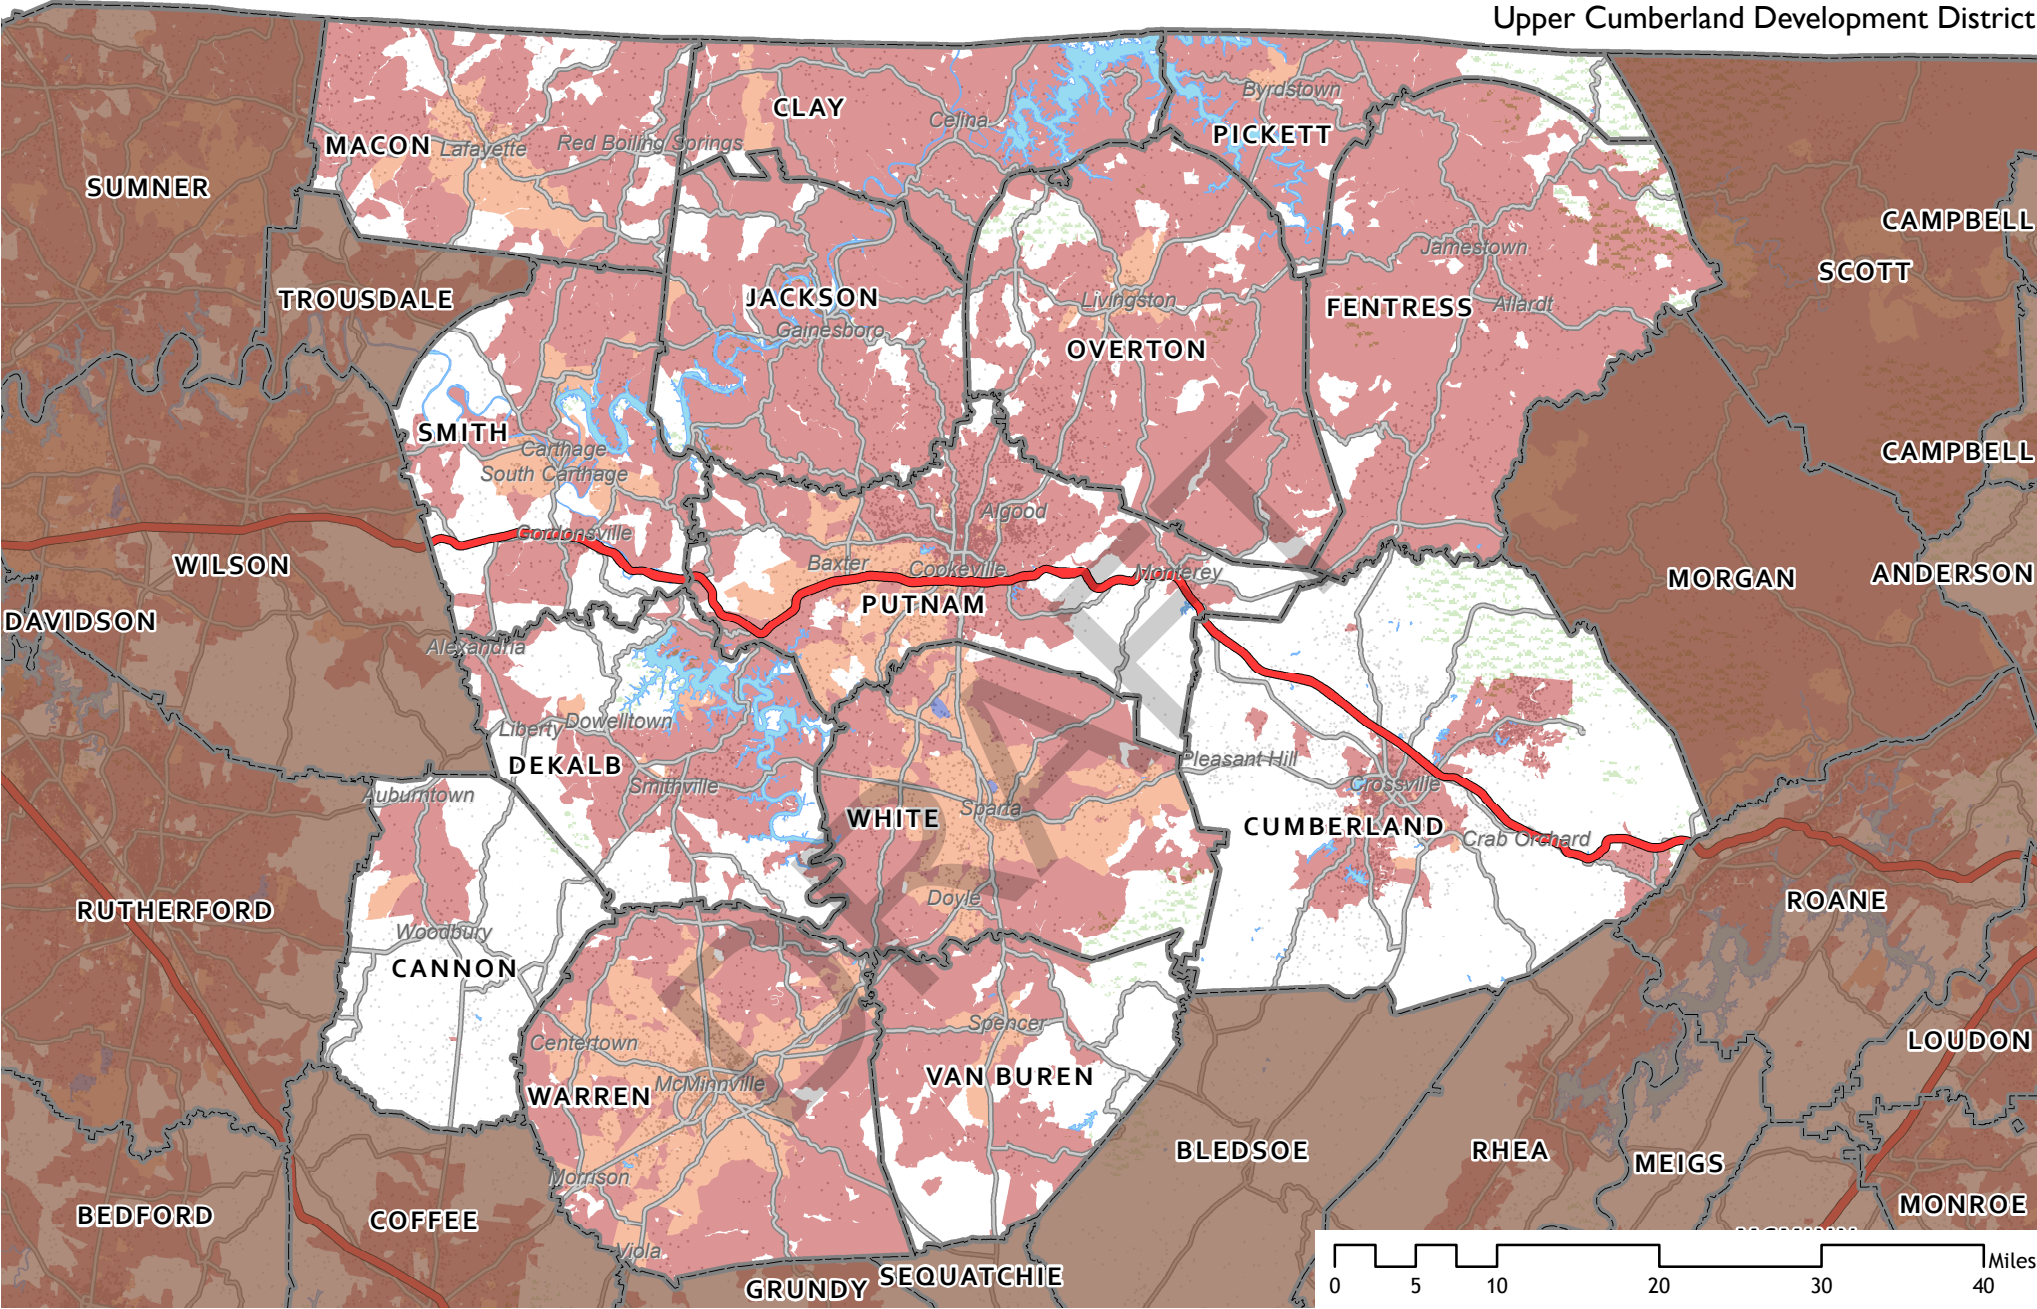 Upper Cumberland Development District
CLAY
Byrdstown
Celina
PICKETT
MACON
Lafayette
Red Boiling Springs
SUMNER
CAMPBELL
Jamestown
SCOTT
TROUSDALE
JACKSON
Livingston
FENTRESS
Allardt
Gainesboro
OVERTON
SMITH
Carthage
CAMPBELL
South Carthage
Algood
Gordonsville
WILSON
Baxter
Cookeville
Monterey
MORGAN
ANDERSON
PUTNAM
DAVIDSON
Alexandria
DRAFT
Liberty
Dowelltown
DEKALB
Pleasant Hill
Smithville
Crossville
Auburntown
Sparta
WHITE
CUMBERLAND
Crab Orchard
Doyle
ROANE
RUTHERFORD
Woodbury
CANNON
Spencer
Centertown
LOUDON
McMinnville
VAN BUREN
WARREN
BLEDSOE
RHEA
MEIGS
Morrison
MONROE
BEDFORD
COFFEE
Viola
Miles
SEQUATCHIE
GRUNDY
0 5 10 20 30 40